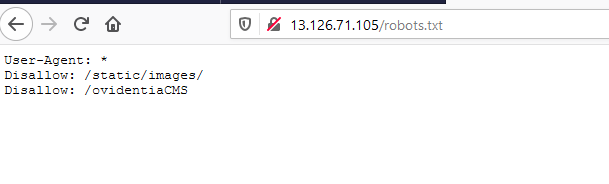 13.126.71.105/robots.txt
User-Agent: *
Disallow: /static/images/
Disallow: /ovidentiaCMS